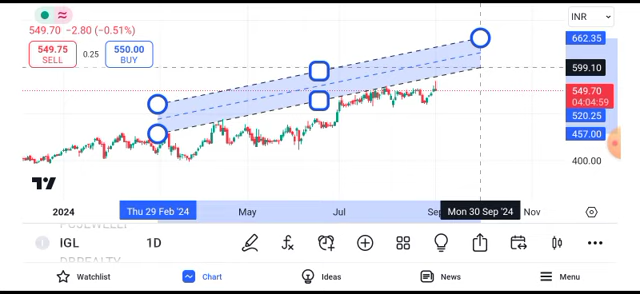 549.70 −2.80 (−0.51%)
INR
549.75
SELL
0.25
550.00
BUY
662.35
599.10
549.70
04:04:59
520.25
457.00
400.00
2024
Thu 29 Feb '24
May
Jul
Sep
Mon 30 Sep '24
Nov
IGL
1D
Watchlist
Chart
Ideas
News
Menu